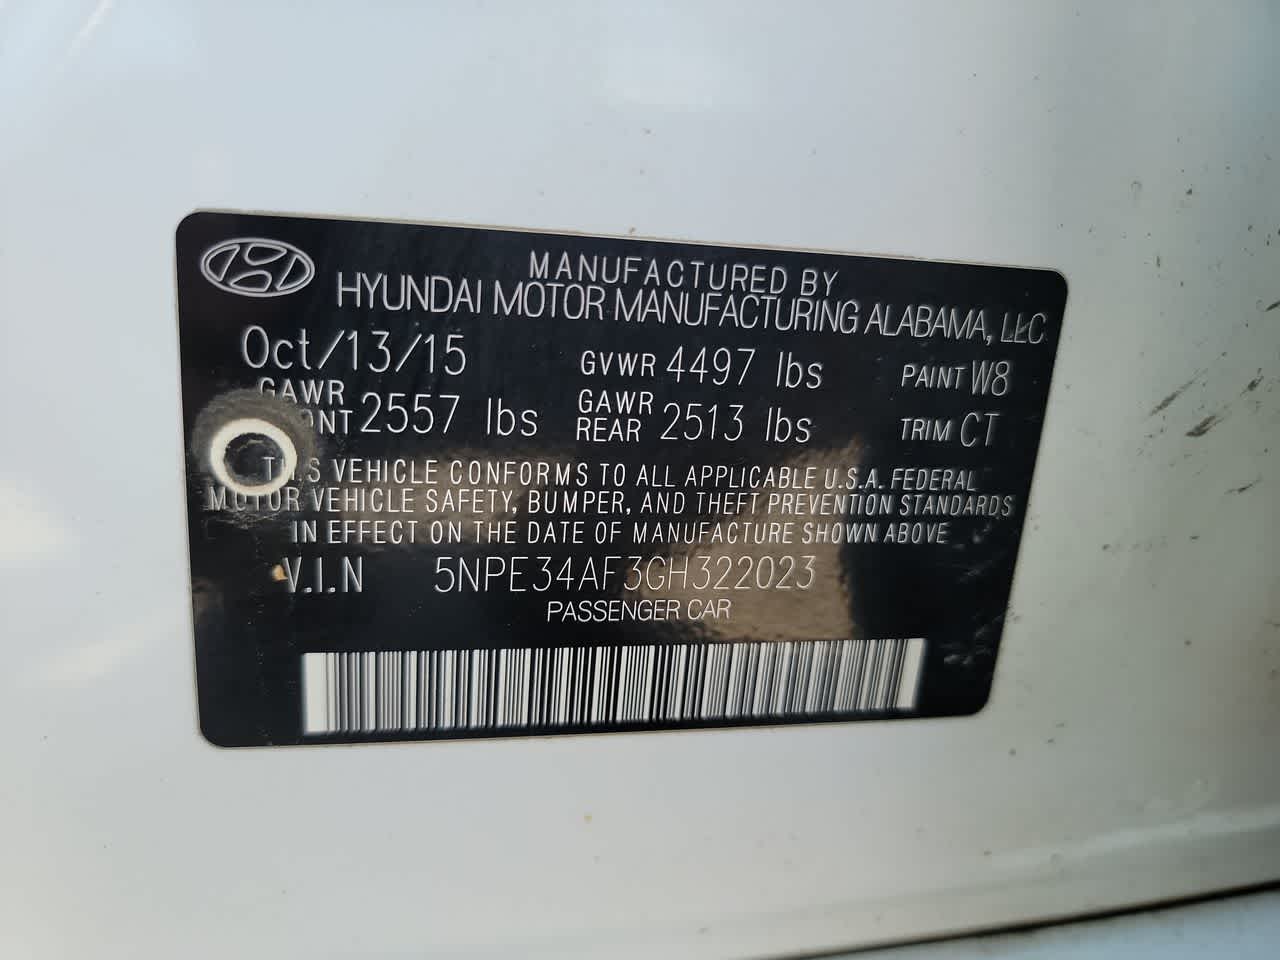 MANUFACTURED BY
HYUNDAI MOTOR MANUFACTURING ALABAMA, LLC
Oct/13/15 GVWR 4497 lbs PAINT W8
GAWR 2557 lbs GAWR REAR 2513 lbs TRIM CT
VEHICLE CONFORMS TO ALL APPLICABLE U.S.A. FEDERAL
MOTOR VEHICLE SAFETY, BUMPER, AND THEFT PREVENTION STANDARDS
IN EFFECT ON THE DATE OF MANUFACTURE SHOWN ABOVE
V.I.N 5NPE34AF3GH322023
PASSENGER CAR